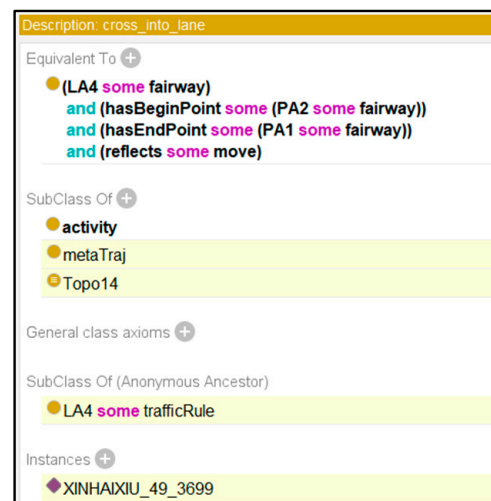 Description: cross_into_lane
Equivalent To
(LA4 some fairway)
and (hasBeginPoint some (PA2 some fairway))
and (hasEndPoint some (PA1 some fairway))
and (reflects some move)
SubClass Of
activity
metaTraj
Topo14
General class axioms
SubClass Of (Anonymous Ancestor)
LA4 some trafficRule
Instances
XINHAIXIU_49_3699